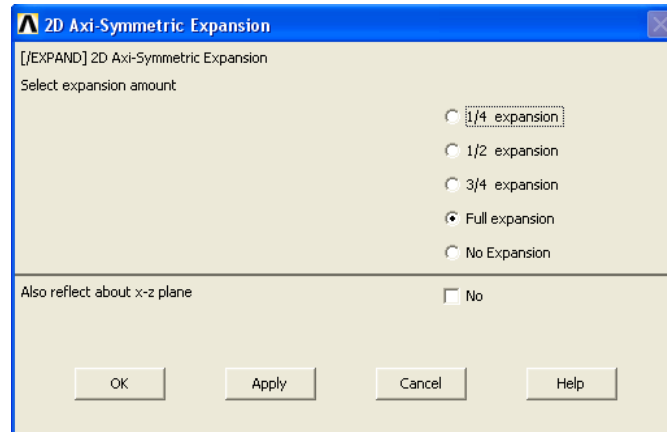 2D Axi-Symmetric Expansion
[/EXPAND] 2D Axi-Symmetric Expansion
Select expansion amount
1/4 expansion
1/2 expansion
3/4 expansion
Full expansion
No Expansion
Also reflect about x-z plane
No
OK Apply Cancel Help